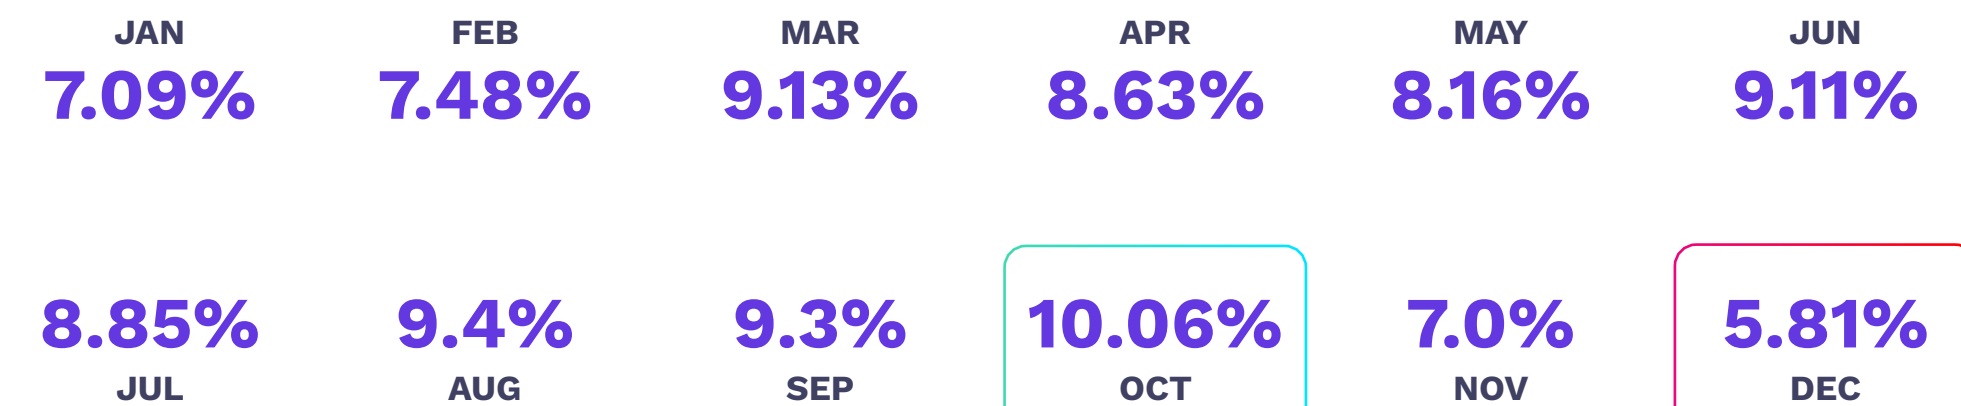 JAN FEB MAR APR MAY JUN
7.09% 7.48% 9.13% 8.63% 8.16% 9.11%
8.85% 9.4% 9.3% 10.06% 7.0% 5.81%
JUL AUG SEP OCT NOV DEC